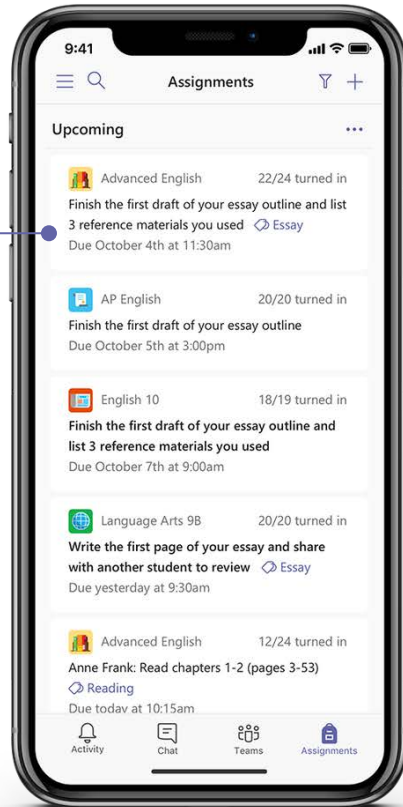 9:41
Assignments
Upcoming
Advanced English 22/24 turned in
Finish the first draft of your essay outline and list
3 reference materials you used Essay
Due October 4th at 11:30am
AP English 20/20 turned in
Finish the first draft of your essay outline
Due October 5th at 3:00pm
English 10 18/19 turned in
Finish the first draft of your essay outline and
list 3 reference materials you used
Due October 7th at 9:00am
Language Arts 9B 20/20 turned in
Write the first page of your essay and share
with another student to review Essay
Due yesterday at 9:30am
Advanced English 12/24 turned in
Anne Frank: Read chapters 1-2 (pages 3-53)
Reading
Due today at 10:15am
Activity Chat Teams Assignments